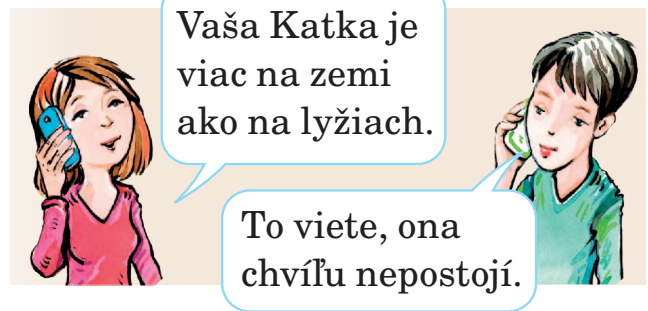 Vaša Katka je
viac na zemi
ako na lyžiach.
To viete, ona
chvíľu nepostojí.